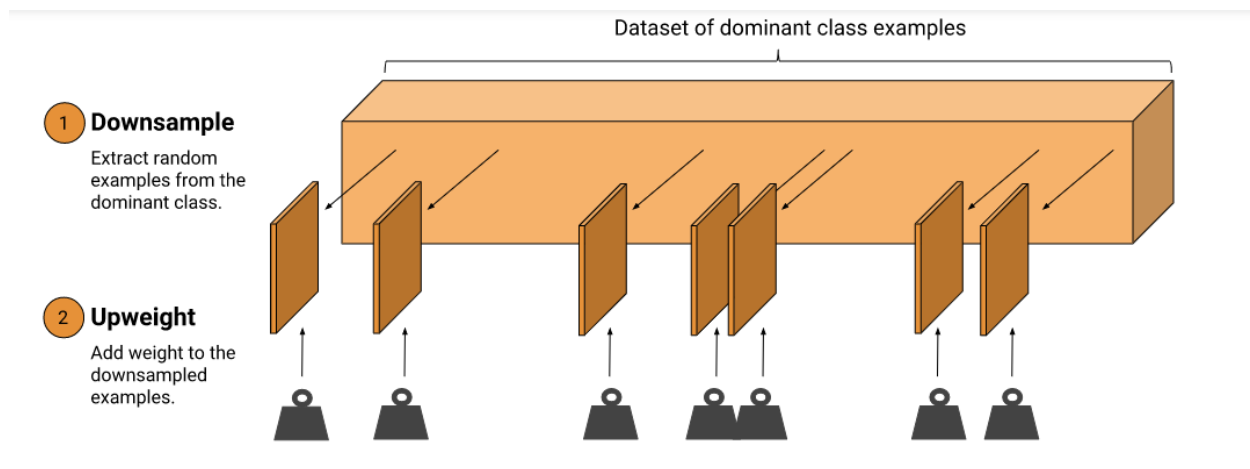 Dataset of dominant class examples
1 Downsample
Extract random
examples from the
dominant class.
2 Upweight
Add weight to the
downsampled
examples.